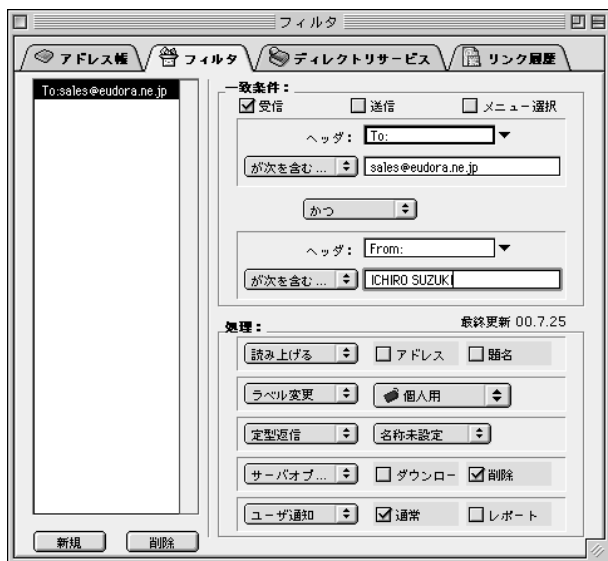 フィルタ
アドレス帳 フィルタ ディレクトリサービス リンク履歴
To:sales@eudora.ne.jp
一致条件：
受信 送信 メニュー選択
ヘッダ： To:
が次を含む... sales@eudora.ne.jp
かつ
ヘッダ： From:
が次を含む... ICHIRO SUZUKI
最終更新 00.7.25
処理：
読み上げる アドレス 題名
ラベル変更 個人用
定型返信 名称未設定
サーバオプ... ダウンロー 削除
ユーザ通知 通常 レポート
新規 削除